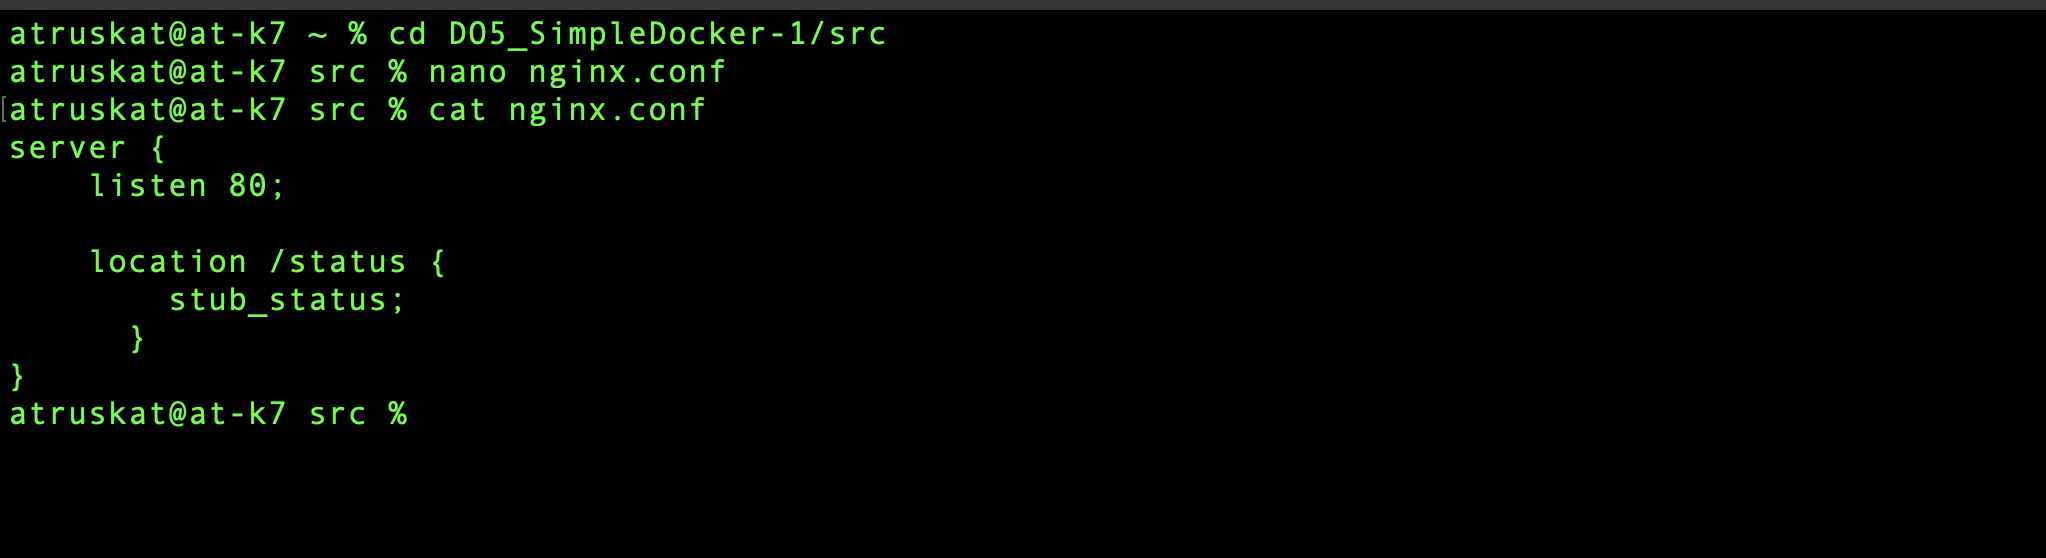 atruskat@at-k7 ~ % cd DO5_SimpleDocker-1/src
atruskat@at-k7 src % nano nginx.conf
[atruskat@at-k7 src % cat nginx.conf
server {
    listen 80;

    location /status {
        stub_status;
      }
}
atruskat@at-k7 src %